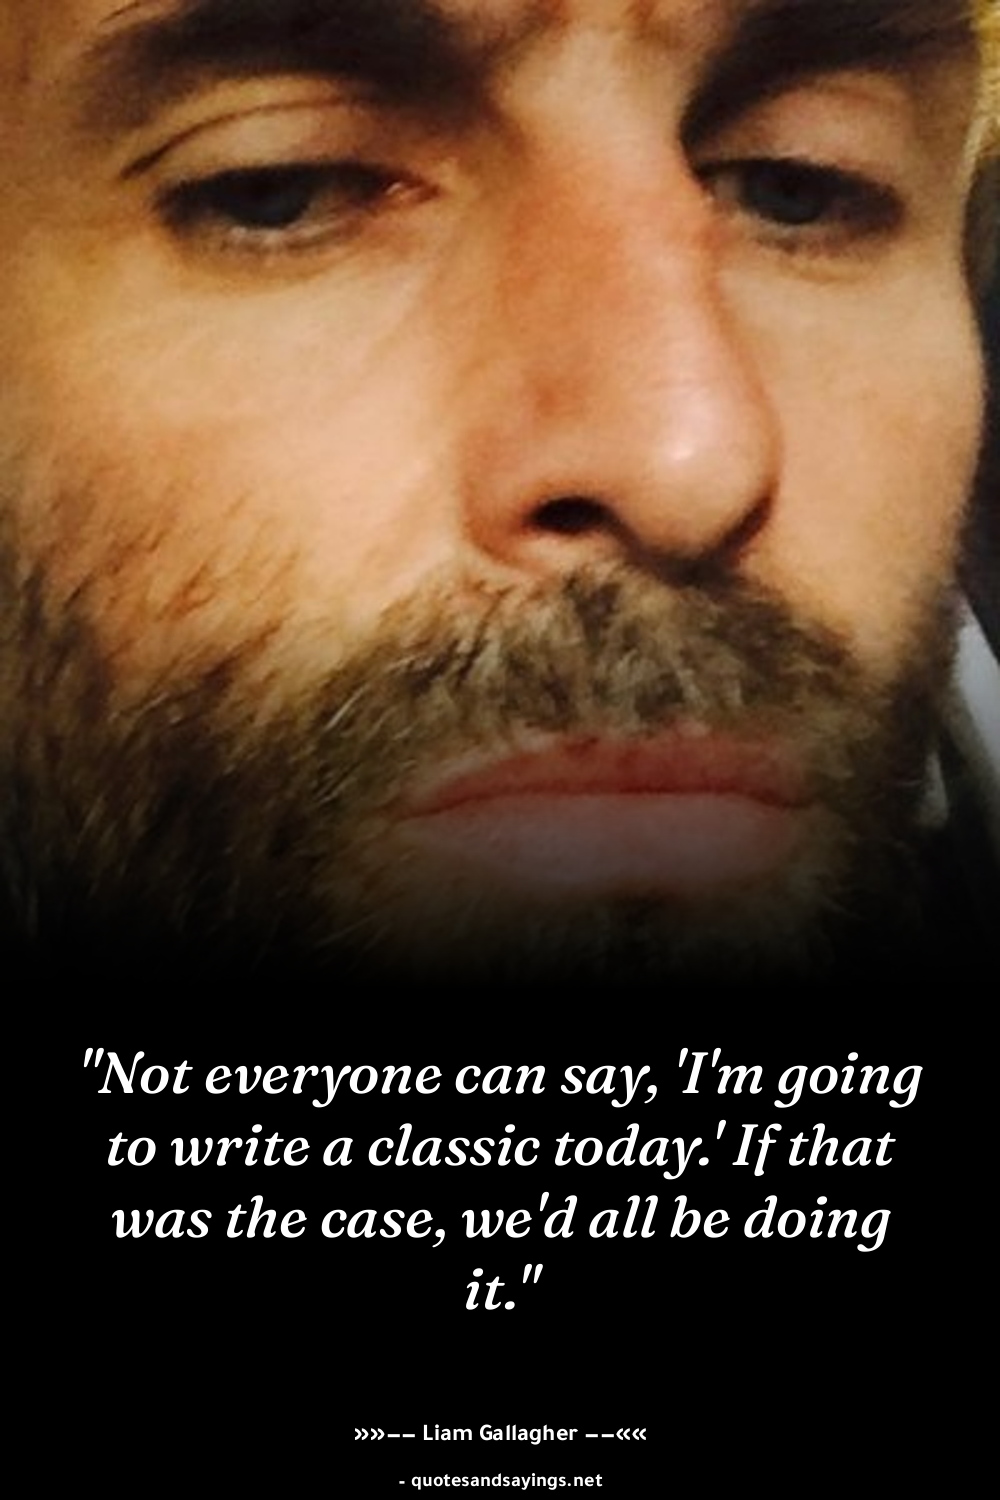 "Not everyone can say, 'I'm going
to write a classic today.' If that
was the case, we'd all be doing
it."
»»–– Liam Gallagher ––««
- quotesandsayings.net